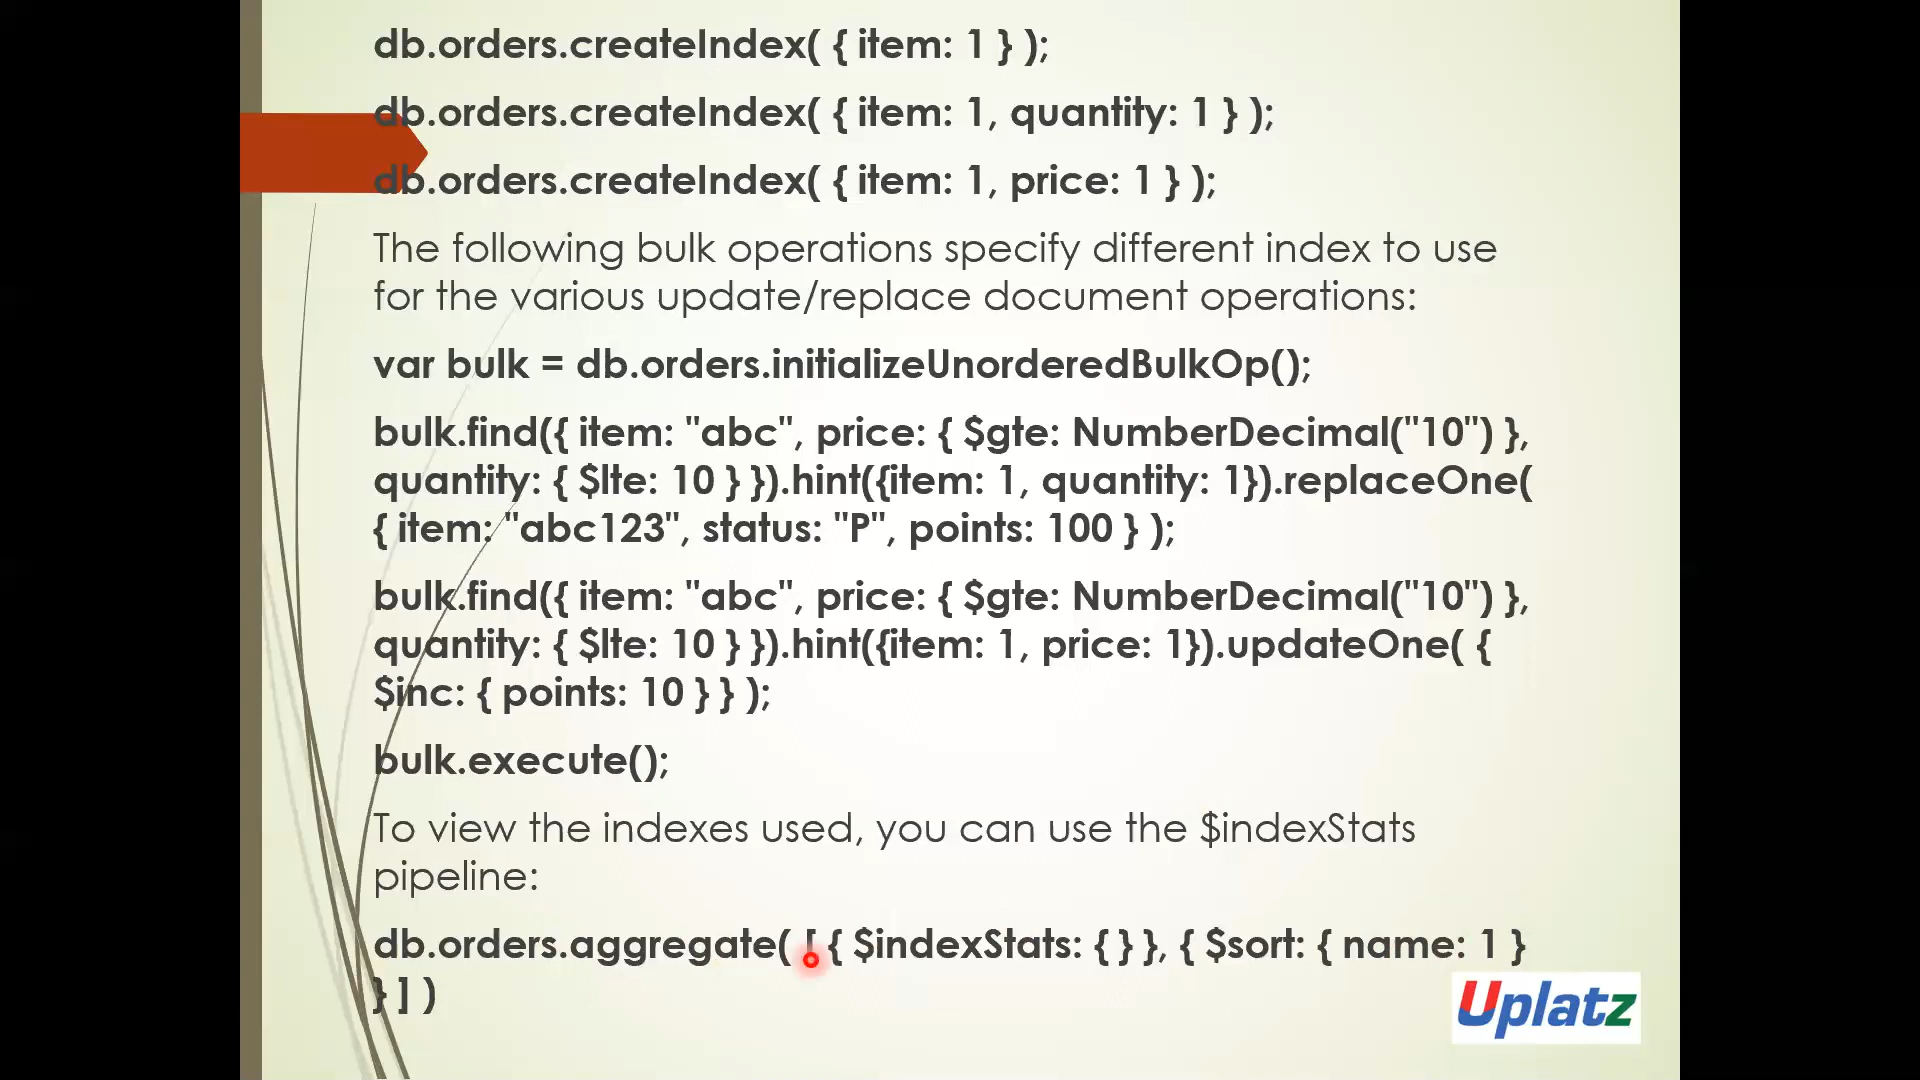 db.orders.createIndex( { item: 1 } );
db.orders.createIndex( { item: 1, quantity: 1 } );
db.orders.createIndex( { item: 1, price: 1 } );
The following bulk operations specify different index to use
for the various update/replace document operations:
var bulk = db.orders.initializeUnorderedBulkOp();
bulk.find({ item: "abc", price: { $gte: NumberDecimal("10") },
quantity: { $lte: 10 } }).hint({item: 1, quantity: 1}).replaceOne(
{ item: "abc123", status: "P", points: 100 } );
bulk.find({ item: "abc", price: { $gte: NumberDecimal("10") },
quantity: { $lte: 10 } }).hint({item: 1, price: 1}).updateOne( {
$inc: { points: 10 } } );
bulk.execute();
To view the indexes used, you can use the $indexStats
pipeline:
db.orders.aggregate( [ { $indexStats: { } }, { $sort: { name: 1 }
} ] )
Uplatz